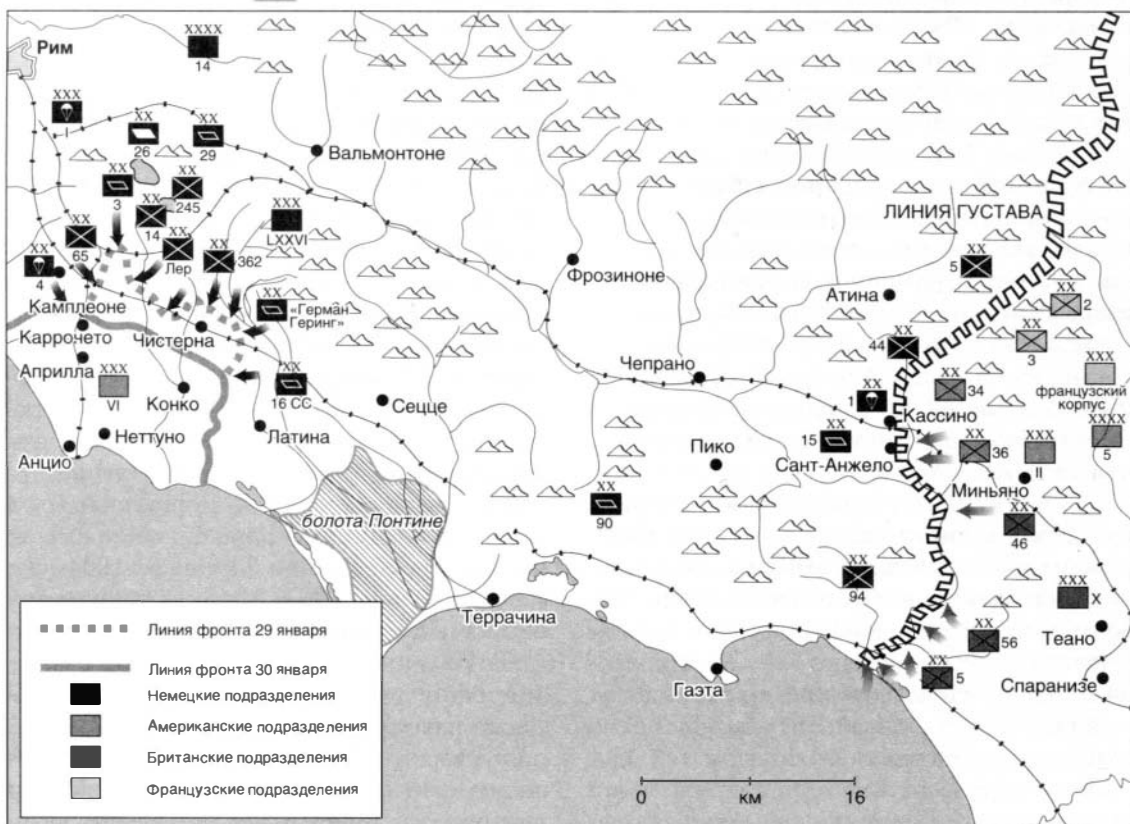 XXXX
14
Рим
XXX
I
XX
26
XX
29
Вальмонтоне
XX
3
XX
245
XX
14
XXX
LXXVI
ЛИНИЯ ГУСТАВА
XX
65
XX
Лер
XX
362
XX
4
XX
«Герман
Геринг»
Фрозиноне
XX
5
XX
2
Атина
Камплеоне
Каррочето
Чистерна
Априлла
XXX
VI
Конко
XX
16 СС
Сецце
Чепрано
XX
44
XX
3
XXX
французский
корпус
XX
34
XX
1
Кассино
XXXX
5
Неттуно
Латина
Анцио
XX
15
Сант-Анжело
XX
36
XXX
II
Пико
Миньяно
болота Понтине
XX
90
XX
46
XX
94
XXX
X
Террачина
XX
56
Теано
Гаэта
XX
5
Спаранизе
Линия фронта 29 января
Линия фронта 30 января
Немецкие подразделения
Американские подразделения
Британские подразделения
Французские подразделения
0 км 16